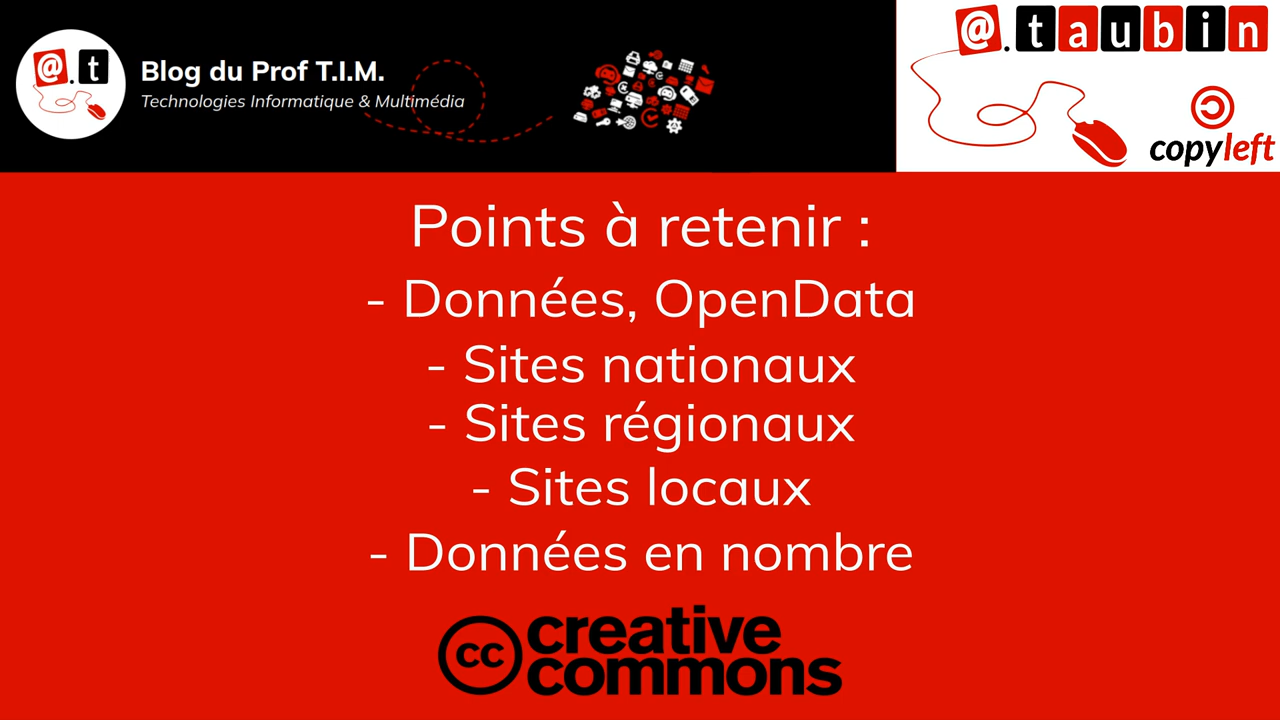 @.t
Blog du Prof T.I.M.
Technologies Informatique & Multimédia
@.taubin
copyleft
Points à retenir :
- Données, OpenData
- Sites nationaux
- Sites régionaux
- Sites locaux
- Données en nombre
cc creative
commons